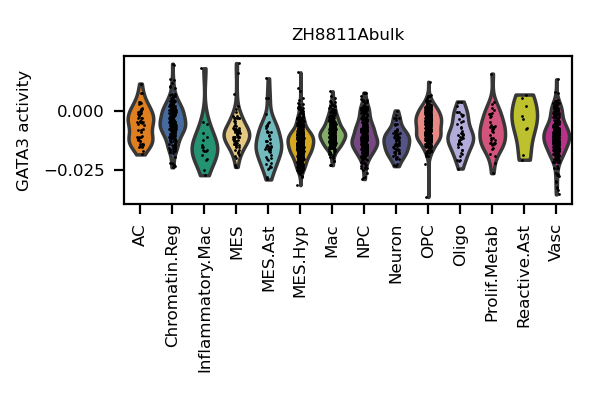 ZH8811Abulk
GATA3 activity
0.000
−0.025
AC
Chromatin.Reg
Inflammatory.Mac
MES
MES.Ast
MES.Hyp
Mac
NPC
Neuron
OPC
Oligo
Prolif.Metab
Reactive.Ast
Vasc